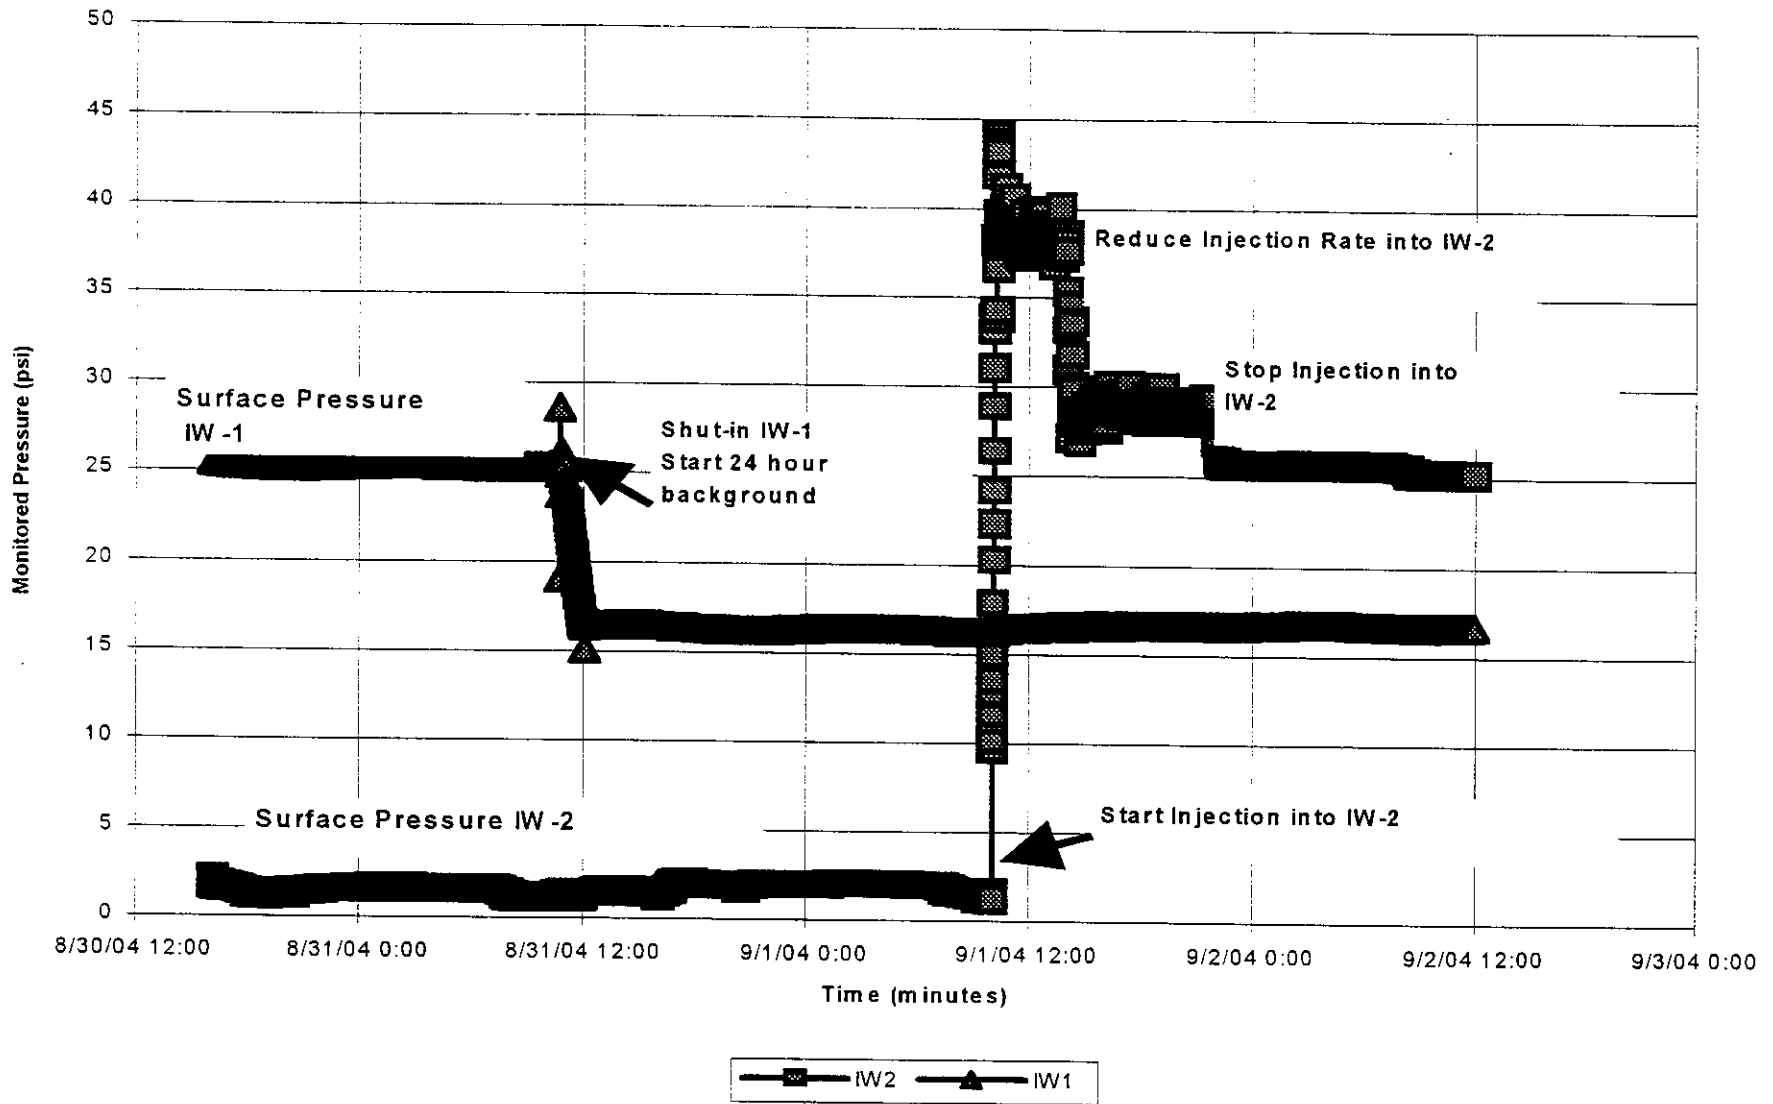 50
45
40
35
30
25
20
15
10
5
0
Monitored Pressure (psi)
Surface Pressure
IW-1
Shut-in IW-1
Start 24 hour
background
Reduce Injection Rate into IW-2
Stop Injection into
IW-2
Surface Pressure IW-2
Start Injection into IW-2
8/30/04 12:00
8/31/04 0:00
8/31/04 12:00
9/1/04 0:00
9/1/04 12:00
9/2/04 0:00
9/2/04 12:00
9/3/04 0:00
Time (minutes)
IW2
IW1